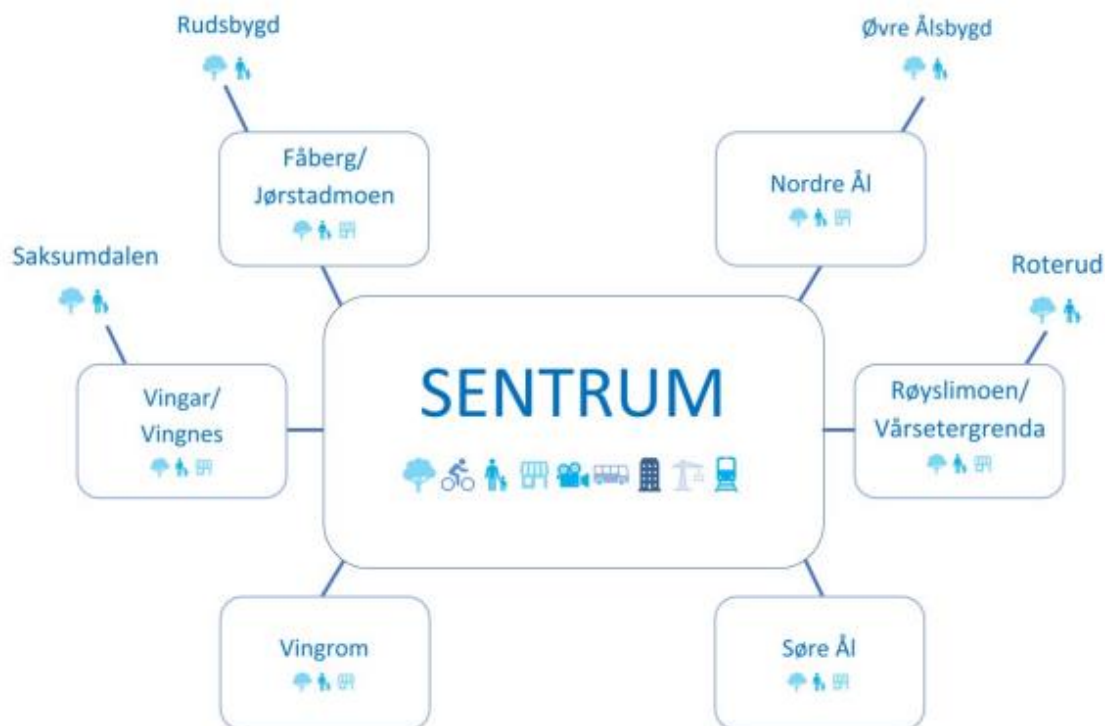 Rudsbygd
Øvre Ålsbygd
Fåberg/
Jørstadmoen
Nordre Ål
Saksumdalen
Roterud
SENTRUM
Vingar/
Vingnes
Røyslimoen/
Vårsetergrenda
Vingrom
Søre Ål